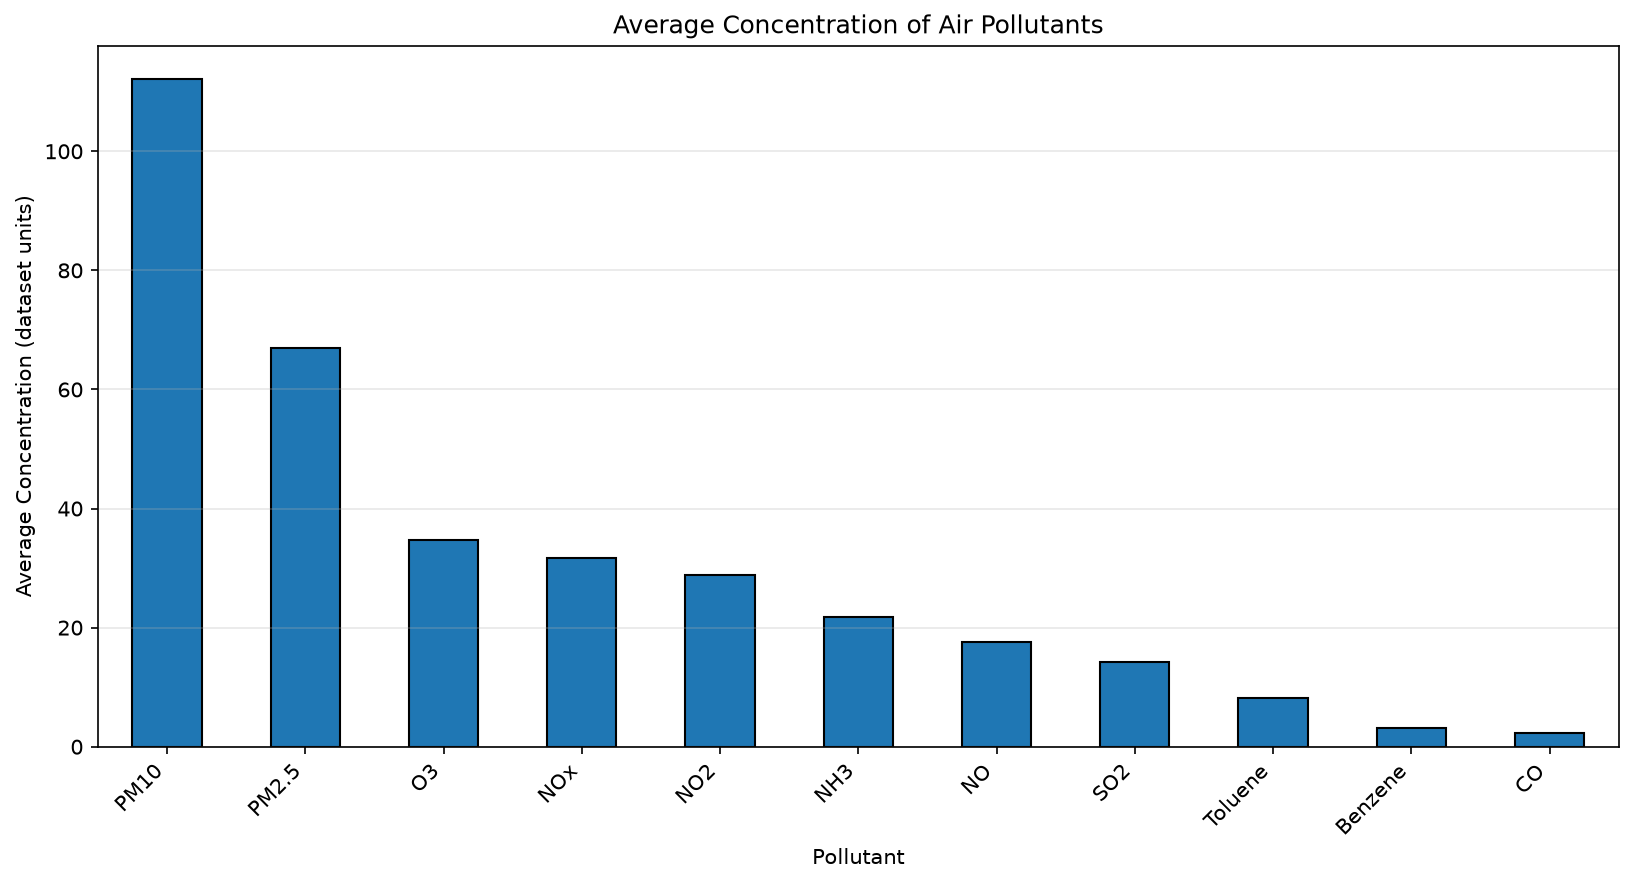 Average Concentration of Air Pollutants
Average Concentration (dataset units)
100
80
60
40
20
0
PM10
PM2.5
O3
NOx
NO2
NH3
NO
SO2
Toluene
Benzene
CO
Pollutant